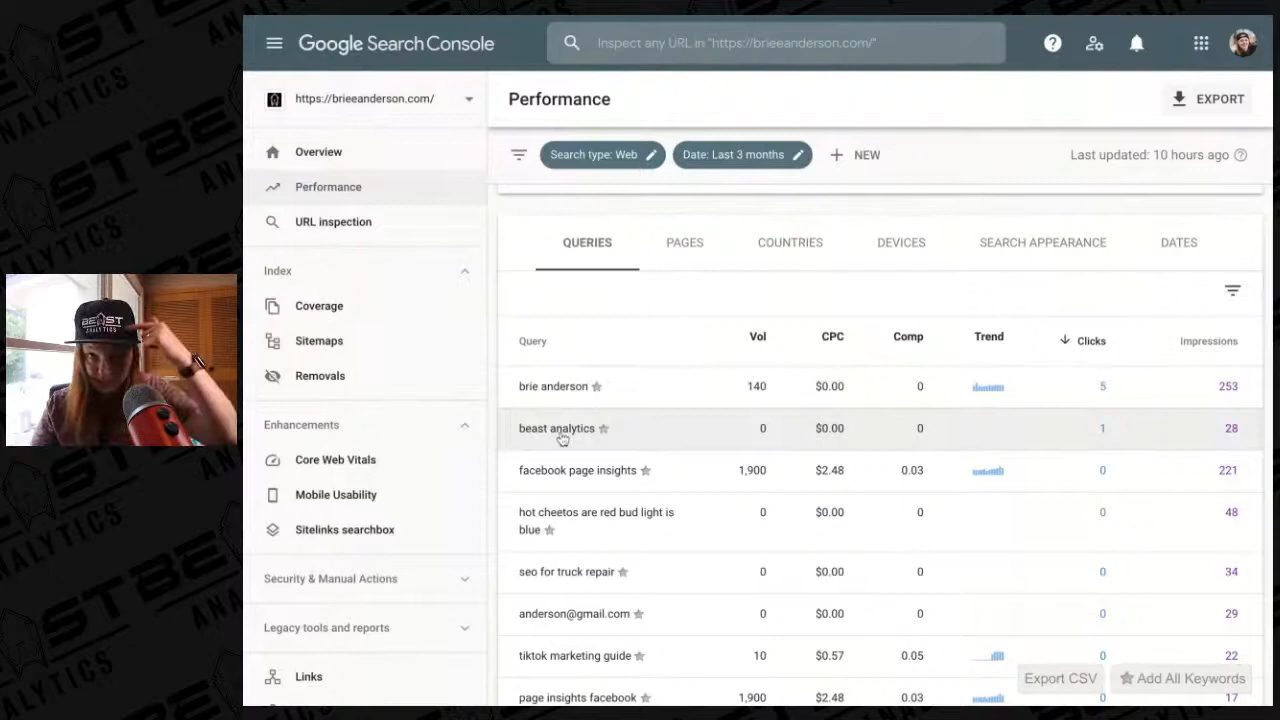 Google Search Console
Inspect any URL in "https://brieeanderson.com/"
https://brieeanderson.com/
Performance
EXPORT
Overview
Search type: Web
Date: Last 3 months
NEW
Last updated: 10 hours ago
Performance
URL inspection
QUERIES
PAGES
COUNTRIES
DEVICES
SEARCH APPEARANCE
DATES
Index
Coverage
Sitemaps
Removals
Enhancements
Core Web Vitals
Mobile Usability
Sitelinks searchbox
Security & Manual Actions
Legacy tools and reports
Links
Query Vol CPC Comp Trend Clicks Impressions
brie anderson 140 $0.00 0 5 253
beast analytics 0 $0.00 0 1 28
facebook page insights 1,900 $2.48 0.03 0 221
hot cheetos are red bud light is
blue 0 $0.00 0 0 48
seo for truck repair 0 $0.00 0 0 34
anderson@gmail.com 0 $0.00 0 0 29
tiktok marketing guide 10 $0.57 0.05 0 22
page insights facebook 1,900 $2.48 0.03 0 17
Export CSV
Add All Keywords
BEAST
ANALYTICS